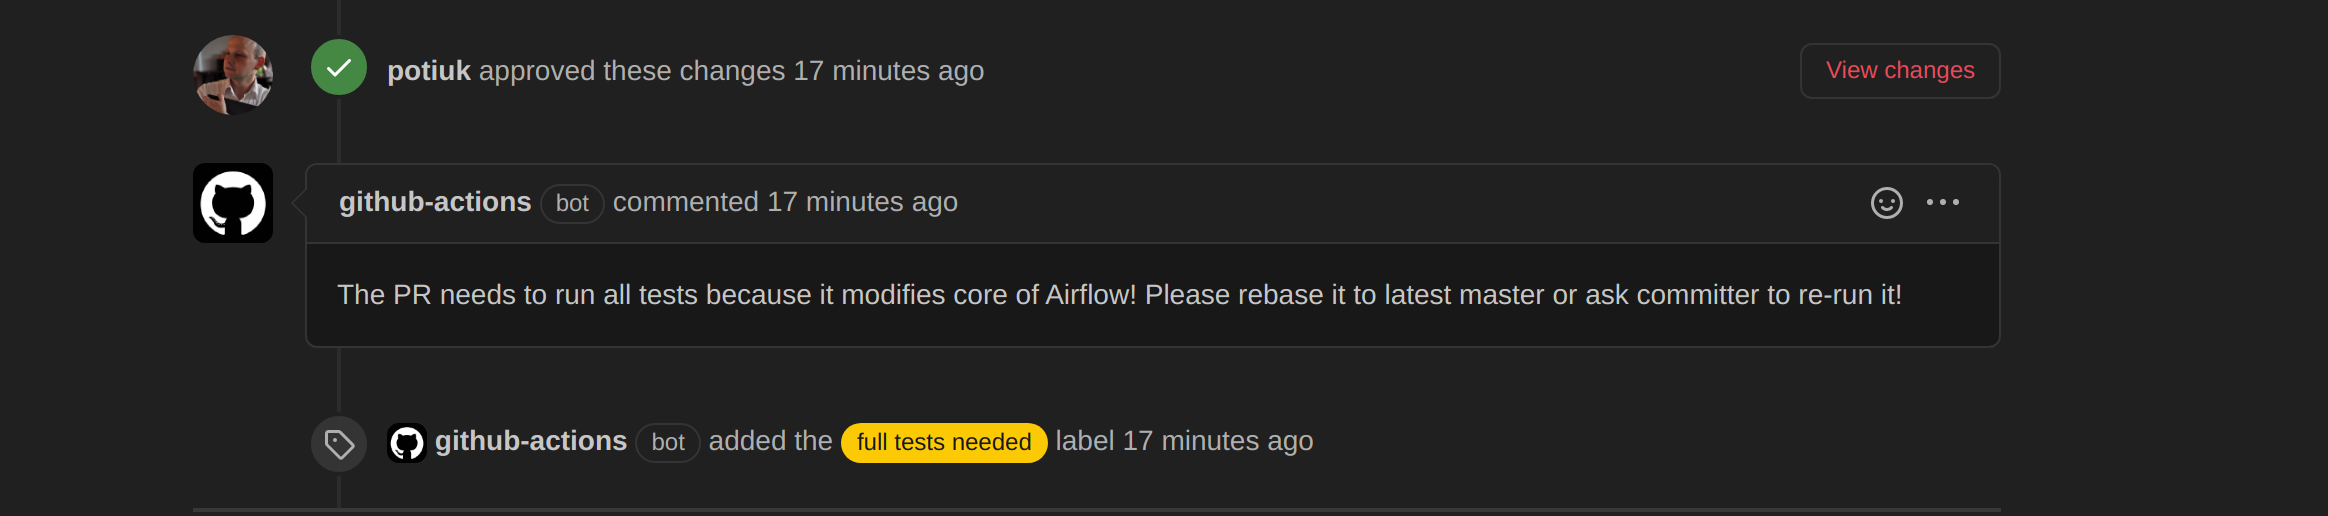 potiuk approved these changes 17 minutes ago
View changes
github-actions bot commented 17 minutes ago
The PR needs to run all tests because it modifies core of Airflow! Please rebase it to latest master or ask committer to re-run it!
github-actions bot added the full tests needed label 17 minutes ago